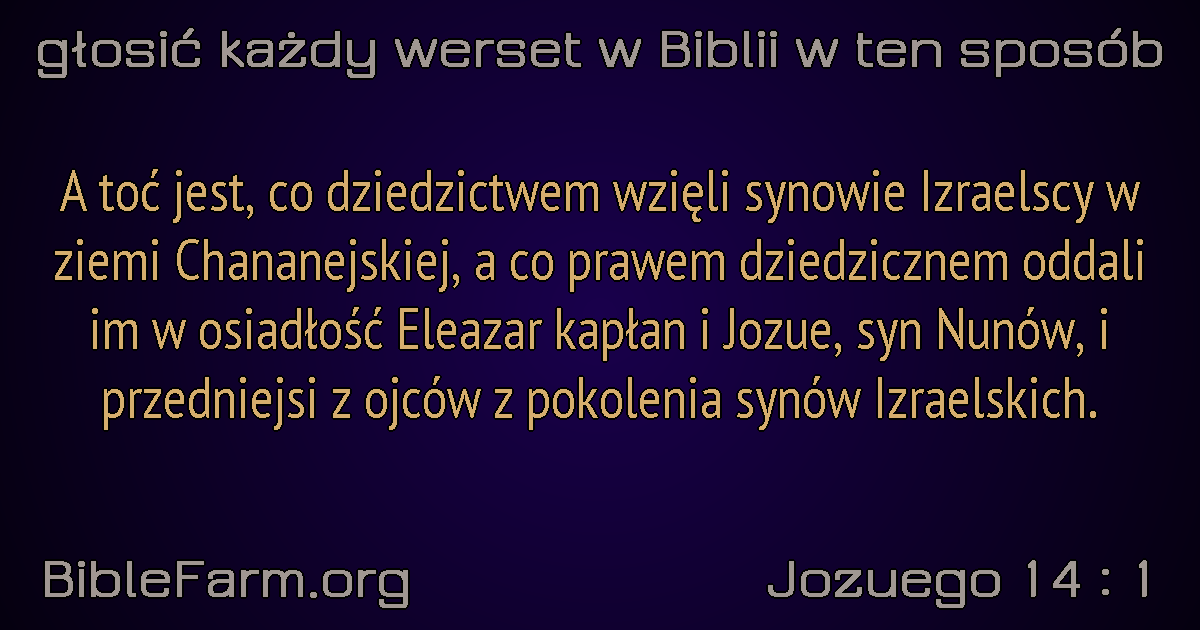 głosić każdy werset w Biblii w ten sposób
A toć jest, co dziedzictwem wzięli synowie Izraelscy w
ziemi Chananejskiej, a co prawem dziedzicznem oddali
im w osiadłość Eleazar kapłan i Jozue, syn Nunów, i
przedniejsi z ojców z pokolenia synów Izraelskich.
BibleFarm.org
Jozuego 14 : 1